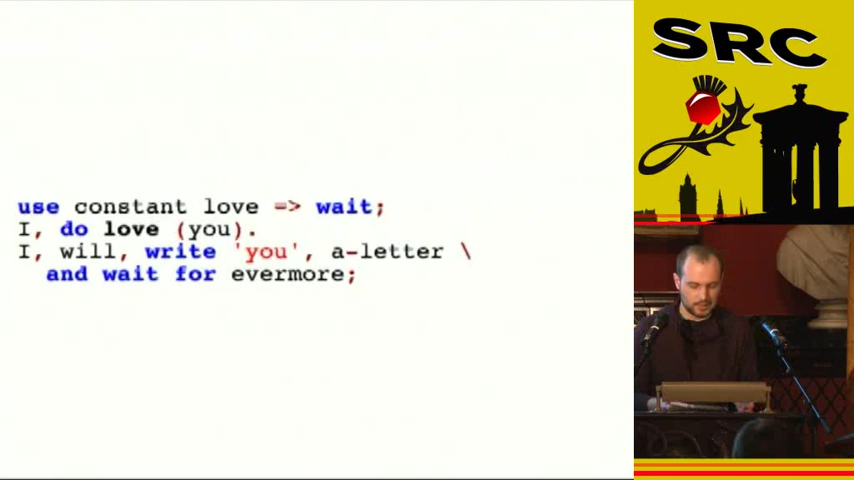 use constant love => wait;
I, do love (you).
I, will, write 'you', a-letter \
and wait for evermore;
SRC